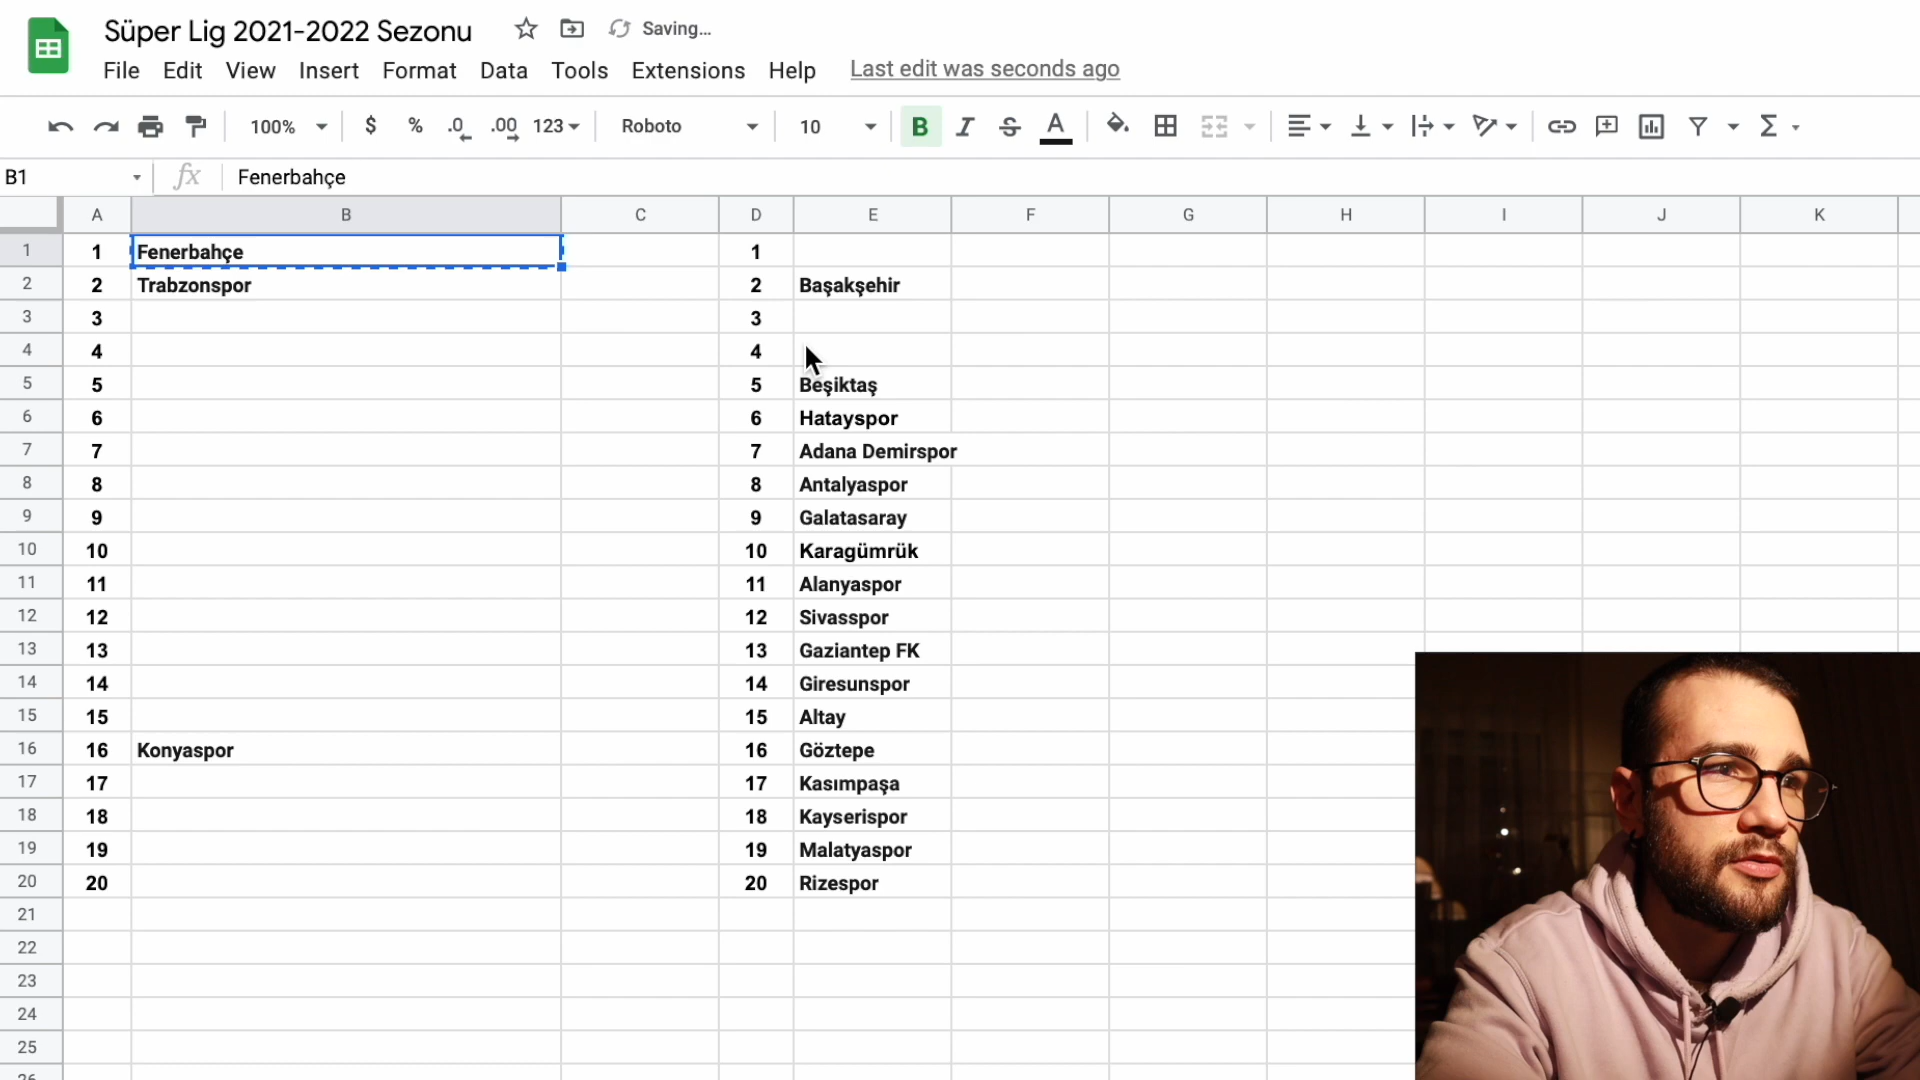 Süper Lig 2021-2022 Sezonu Saving...
File Edit View Insert Format Data Tools Extensions Help Last edit was seconds ago
100% $ % .0 .00 123 Roboto 10 B I S A Σ
B1 fx Fenerbahçe
A B C D E F G H I J K
1 1 Fenerbahçe 1
2 2 Trabzonspor 2 Başakşehir
3 3 3
4 4 4
5 5 5 Beşiktaş
6 6 6 Hatayspor
7 7 7 Adana Demirspor
8 8 8 Antalyaspor
9 9 9 Galatasaray
10 10 10 Karagümrük
11 11 11 Alanyaspor
12 12 12 Sivasspor
13 13 13 Gaziantep FK
14 14 14 Giresunspor
15 15 15 Altay
16 16 Konyaspor 16 Göztepe
17 17 17 Kasımpaşa
18 18 18 Kayserispor
19 19 19 Malatyaspor
20 20 20 Rizespor
21
22
23
24
25
26